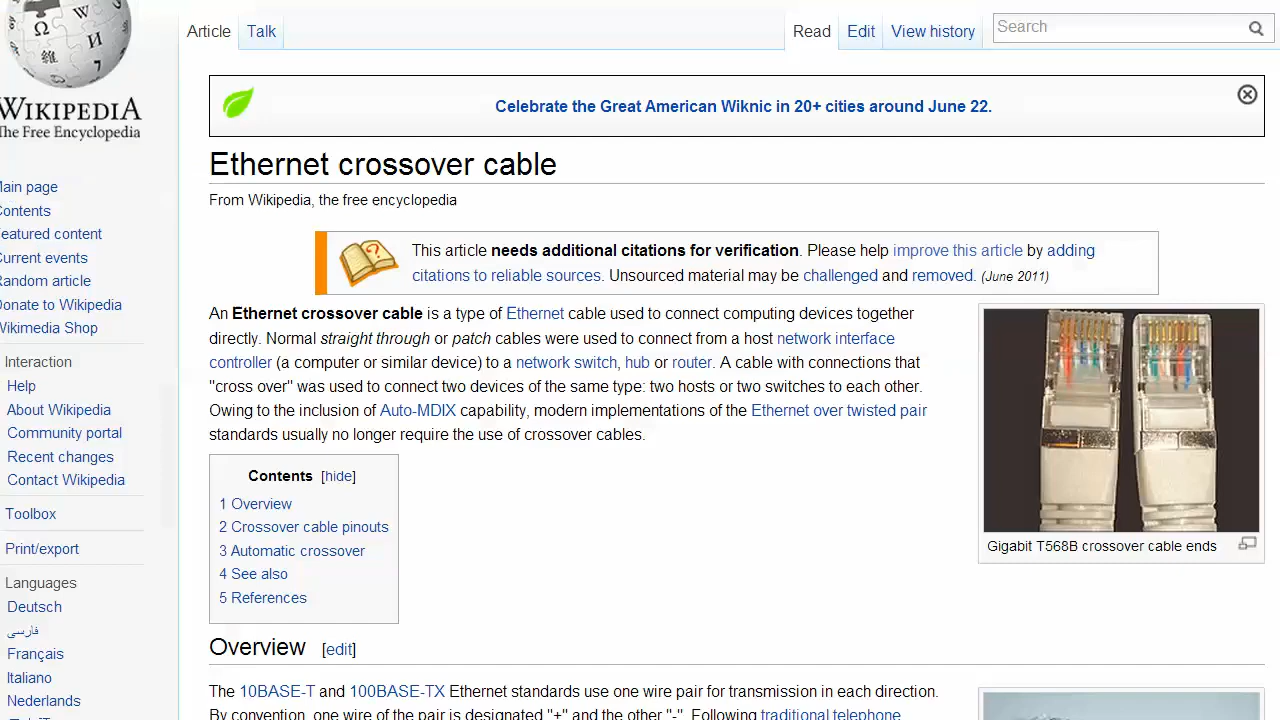 Article
Talk
Read
Edit
View history
Search
WIKIPEDIA
The Free Encyclopedia
Celebrate the Great American Wiknic in 20+ cities around June 22.
Ethernet crossover cable
From Wikipedia, the free encyclopedia
Main page
Contents
Featured content
Current events
Random article
Donate to Wikipedia
Wikimedia Shop
Interaction
Help
About Wikipedia
Community portal
Recent changes
Contact Wikipedia
Toolbox
Print/export
Languages
Deutsch
فارسی
Français
Italiano
Nederlands
This article needs additional citations for verification. Please help improve this article by adding
citations to reliable sources. Unsourced material may be challenged and removed. (June 2011)
An Ethernet crossover cable is a type of Ethernet cable used to connect computing devices together
directly. Normal straight through or patch cables were used to connect from a host network interface
controller (a computer or similar device) to a network switch, hub or router. A cable with connections that
"cross over" was used to connect two devices of the same type: two hosts or two switches to each other.
Owing to the inclusion of Auto-MDIX capability, modern implementations of the Ethernet over twisted pair
standards usually no longer require the use of crossover cables.
Gigabit T568B crossover cable ends
Contents [hide]
1 Overview
2 Crossover cable pinouts
3 Automatic crossover
4 See also
5 References
Overview [edit]
The 10BASE-T and 100BASE-TX Ethernet standards use one wire pair for transmission in each direction.
By convention, one wire of the pair is designated "+" and the other "-". Following traditional telephone